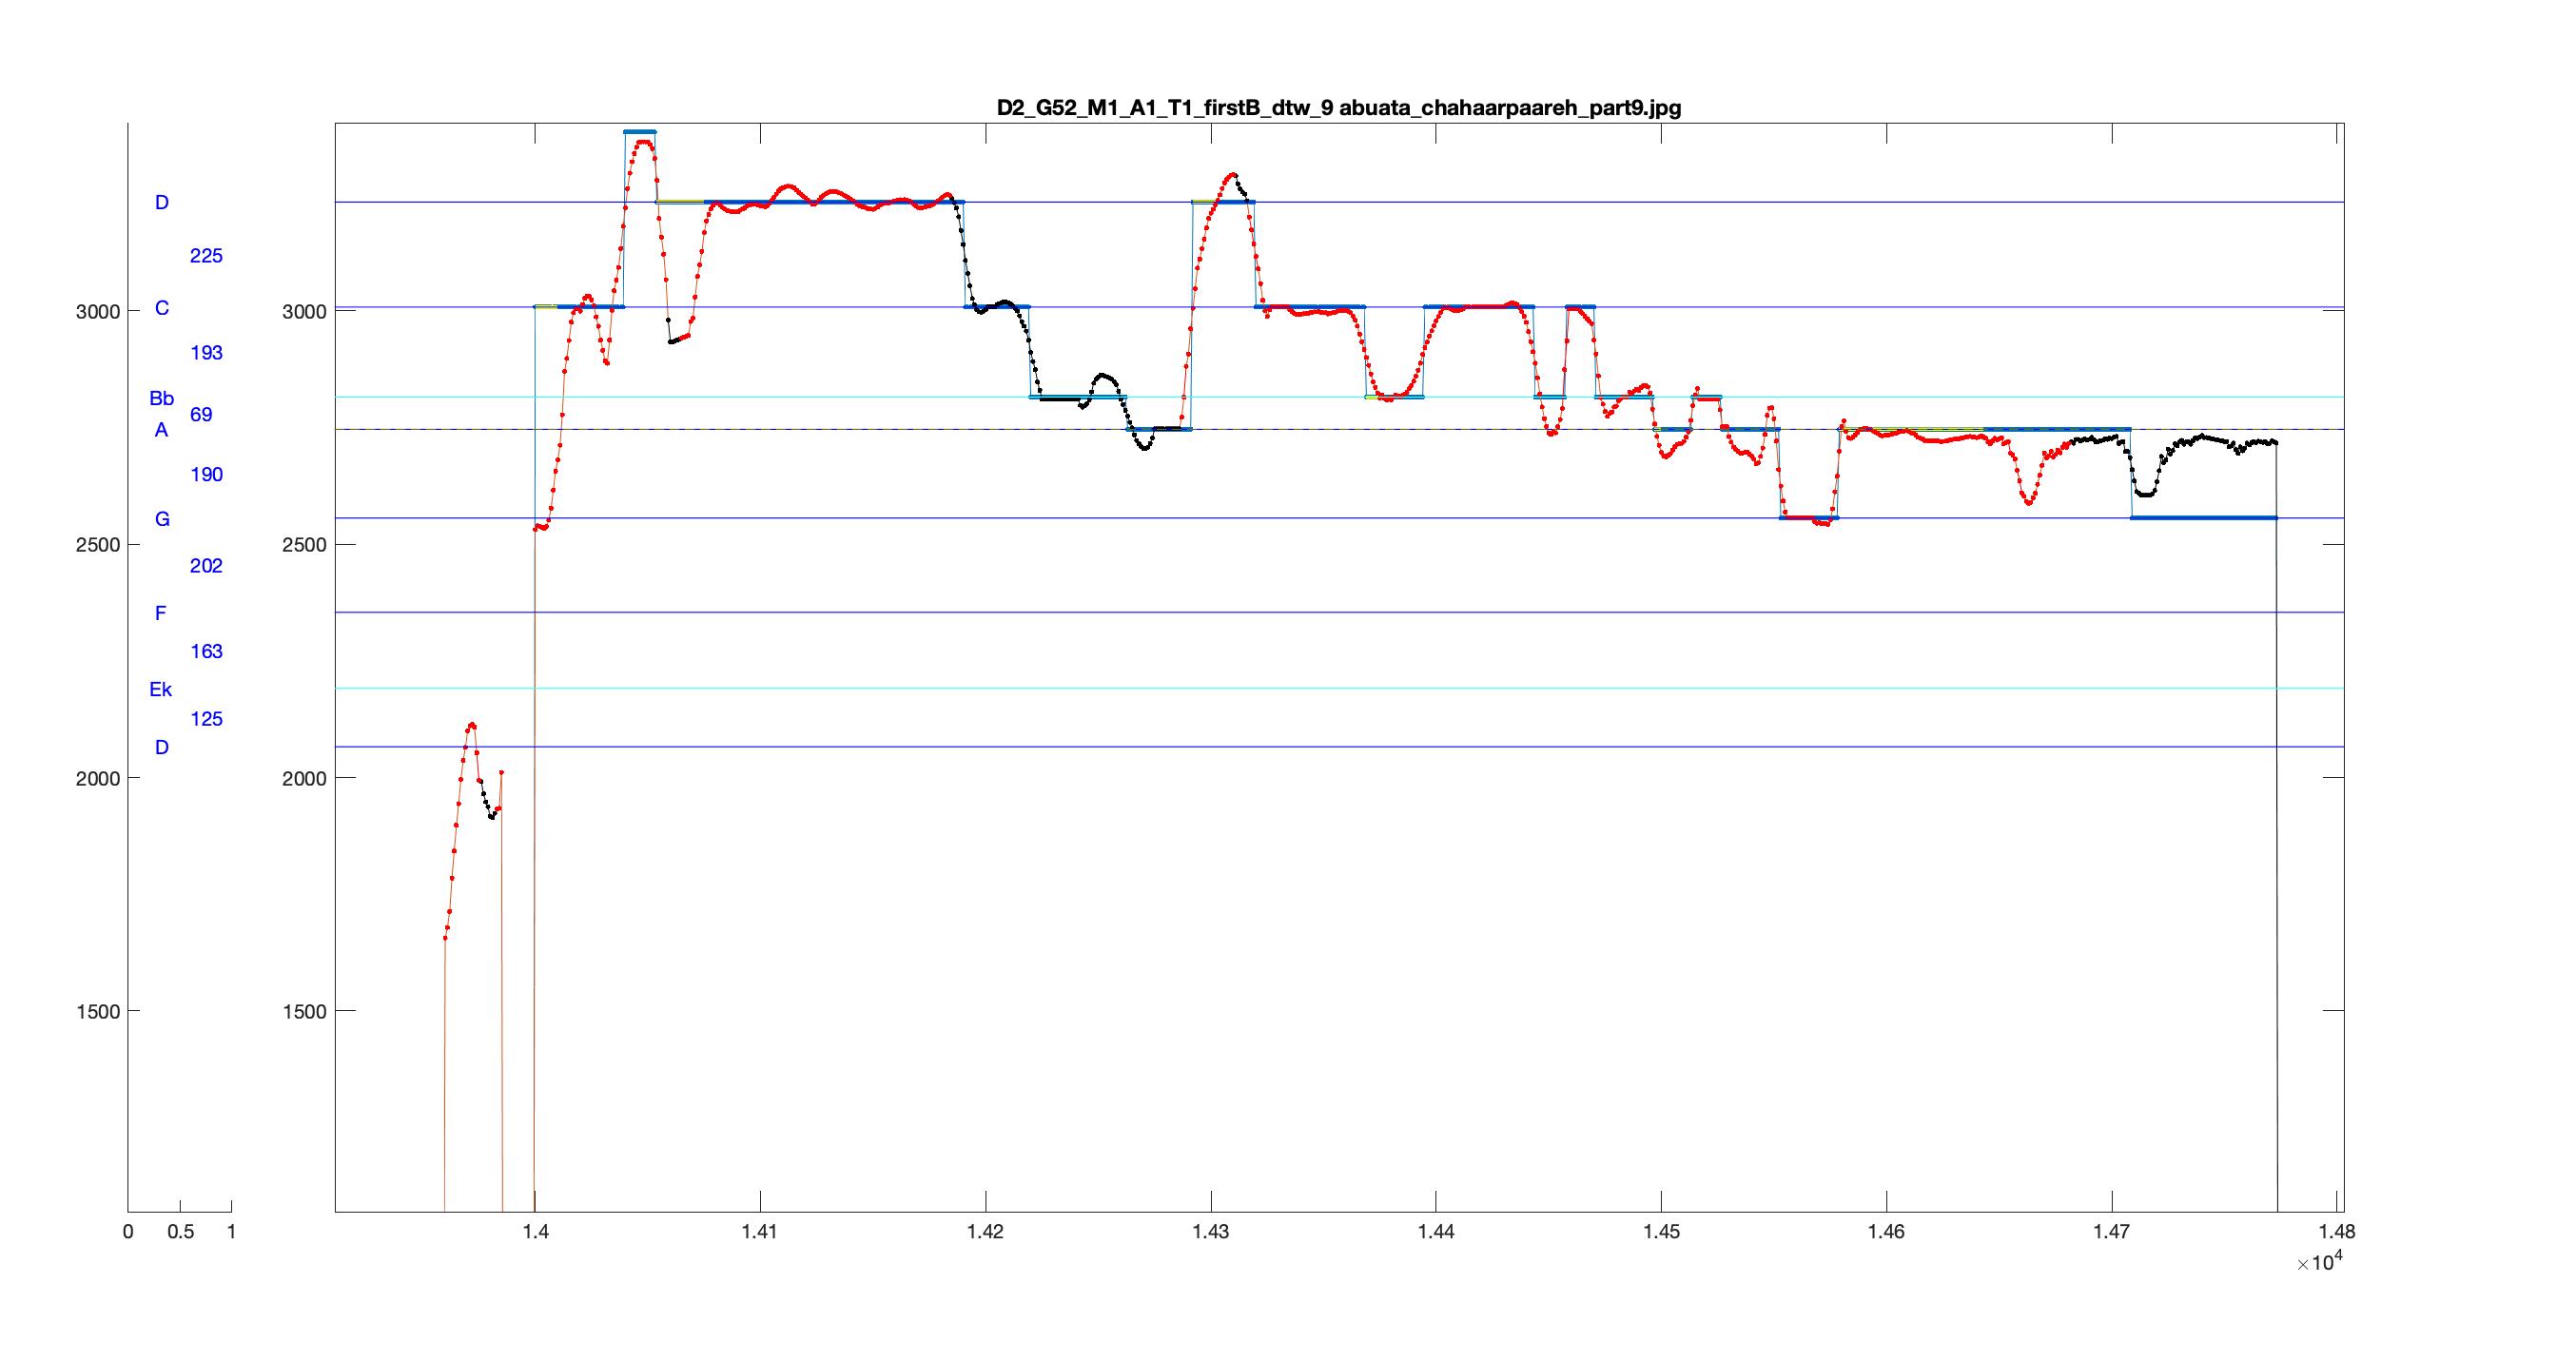 D2_G52_M1_A1_T1_firstB_dtw_9 abuata_chahaarpaareh_part9.jpg
D
225
3000 C 3000
193
Bb
69
A
190
G
2500 2500
202
F
163
Ek
125
D
2000 2000
1500 1500
0 0.5 1 1.4 1.41 1.42 1.43 1.44 1.45 1.46 1.47 1.48
×10^4